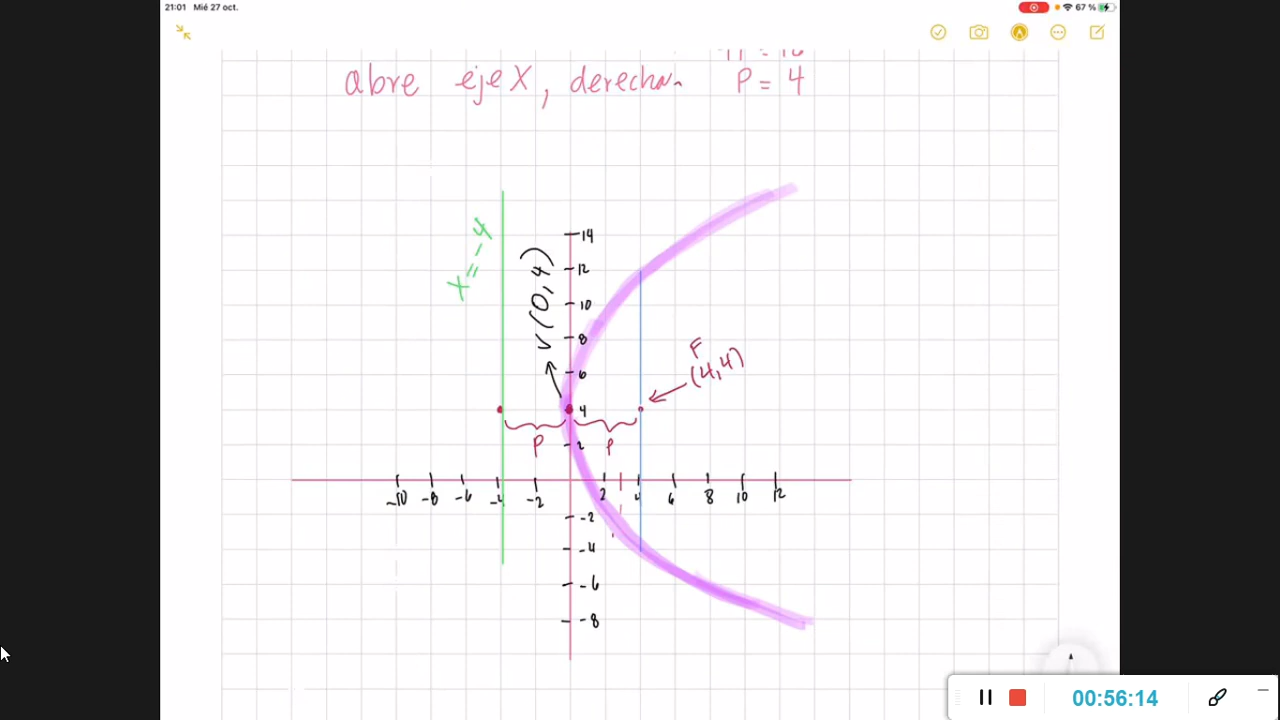 21:01 Mié 27 oct.
67 %
abre eje X, derecha.
P = 4
X = -4
V (0,4)
14
12
10
8
6
4
2
F
(4,4)
P
P
-10 -8 -6 -4 -2 2 4 6 8 10 12
-2
-4
-6
-8
00:56:14